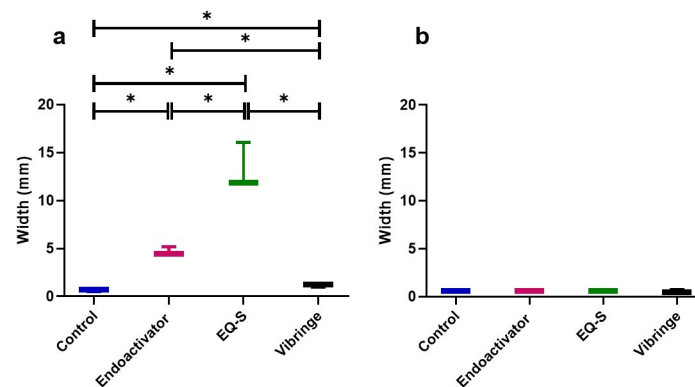 a
*
*
*
* * *
20
15
10
5
0
Width (mm)
Control
Endoactivator
EQ-S
Vibringe
b
20
15
10
5
0
Width (mm)
Control
Endoactivator
EQ-S
Vibringe